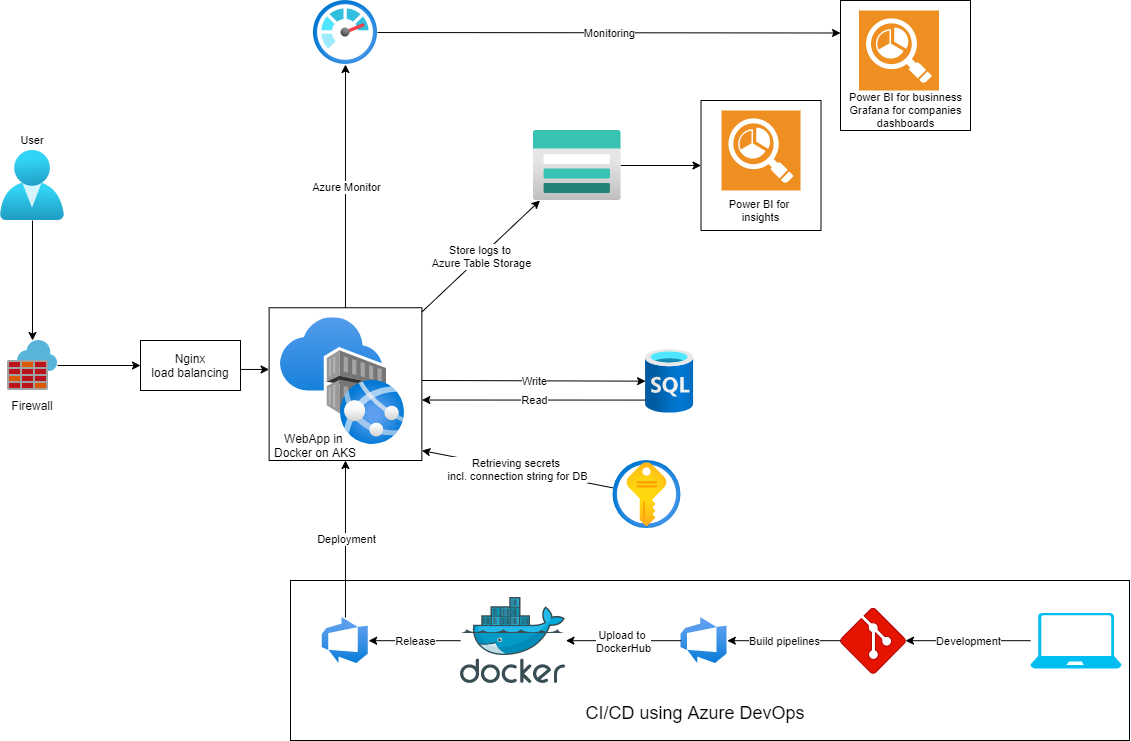 Monitoring
Power BI for businness
Grafana for companies
dashboards
User
Azure Monitor
Power BI for
insights
Store logs to
Azure Table Storage
Nginx
load balancing
Firewall
Write
SQL
Read
WebApp in
Docker on AKS
Retrieving secrets
incl. connection string for DB
Deployment
Release
docker
Upload to
DockerHub
Build pipelines
Development
CI/CD using Azure DevOps